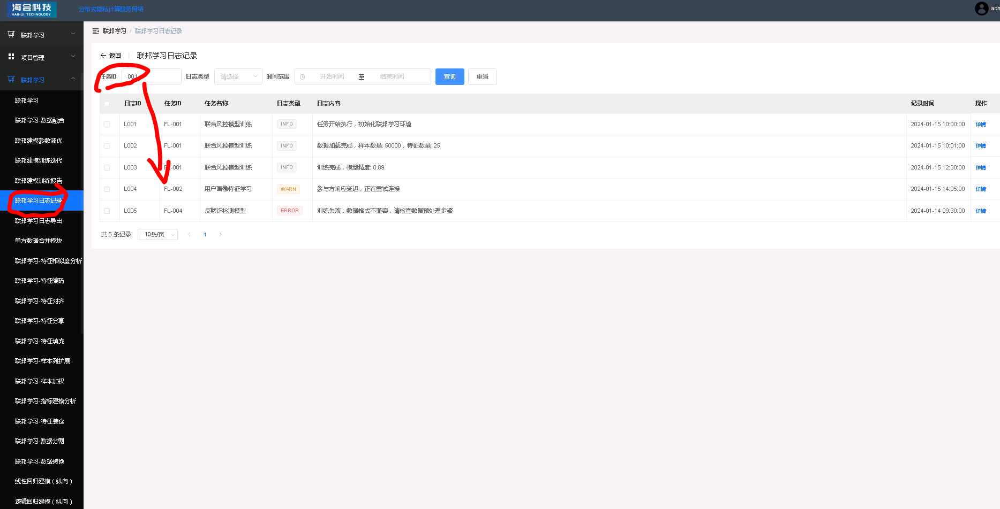 海会科技
HAIHUI TECHNOLOGY
分布式隐私计算服务网络
adm
联邦学习
项目管理
联邦学习
联邦学习
联邦学习-数据融合
联邦建模参数调优
联邦建模训练迭代
联邦建模训练报告
联邦学习日志记录
联邦学习日志导出
单方数据合并模块
联邦学习-特征相似度分析
联邦学习-特征编码
联邦学习-特征对齐
联邦学习-特征分享
联邦学习-特征填充
联邦学习-样本列扩展
联邦学习-样本加权
联邦学习-指标建模分析
联邦学习-特征装仓
联邦学习-数据分割
联邦学习-数据转换
线性回归建模（纵向）
逻辑回归建模（纵向）
联邦学习 / 联邦学习日志记录
返回 联邦学习日志记录
任务ID 001 日志类型 请选择 时间范围 开始时间 至 结束时间 查询 重置
日志ID 任务ID 任务名称 日志类型 日志内容 记录时间 操作
L001 FL-001 联合风控模型训练 INFO 任务开始执行，初始化联邦学习环境 2024-01-15 10:00:00 详情
L002 FL-001 联合风控模型训练 INFO 数据加载完成，样本数量: 50000，特征数量: 25 2024-01-15 10:01:00 详情
L003 FL-001 联合风控模型训练 INFO 训练完成，模型精度: 0.89 2024-01-15 12:30:00 详情
L004 FL-002 用户画像特征学习 WARN 参与方响应延迟，正在重试连接 2024-01-15 14:05:00 详情
L005 FL-004 反欺诈检测模型 ERROR 训练失败：数据格式不兼容，请检查数据预处理步骤 2024-01-14 09:30:00 详情
共 5 条记录 10条/页 1